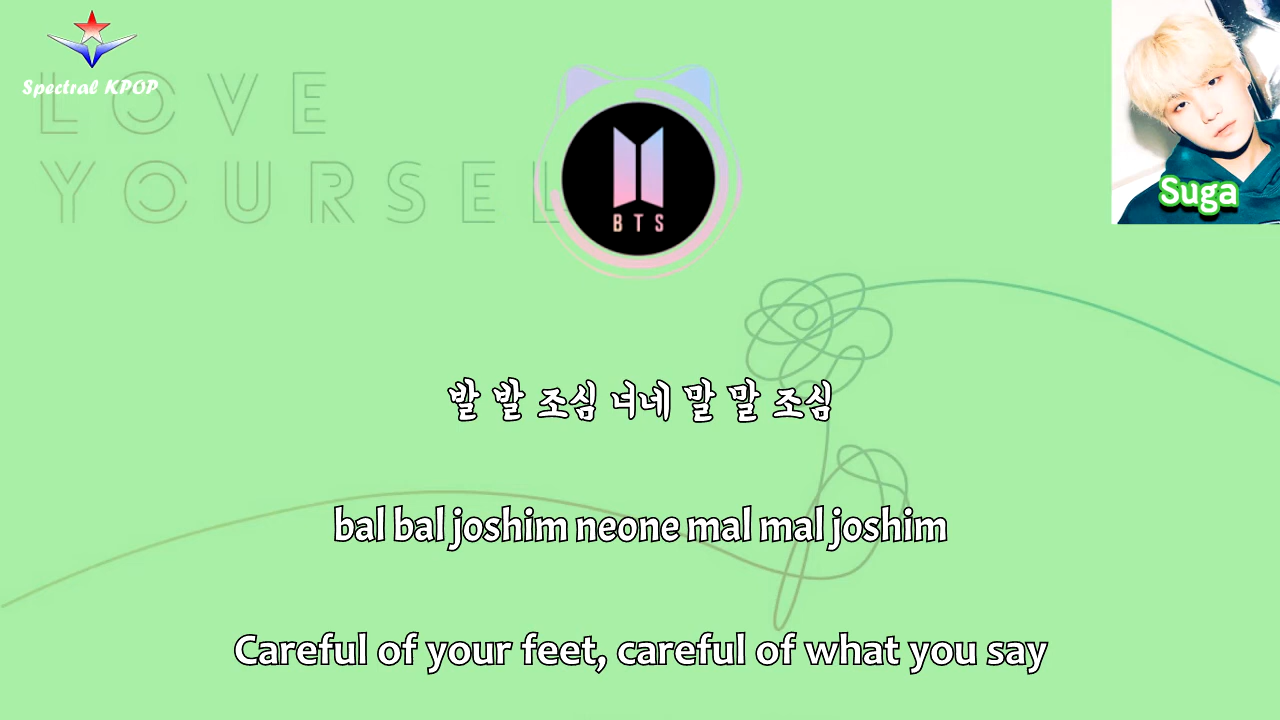 Spectral KPOP
LOVE
YOURSEL
BTS
Suga
발 발 조심 너네 말 말 조심
bal bal joshim neone mal mal joshim
Careful of your feet, careful of what you say